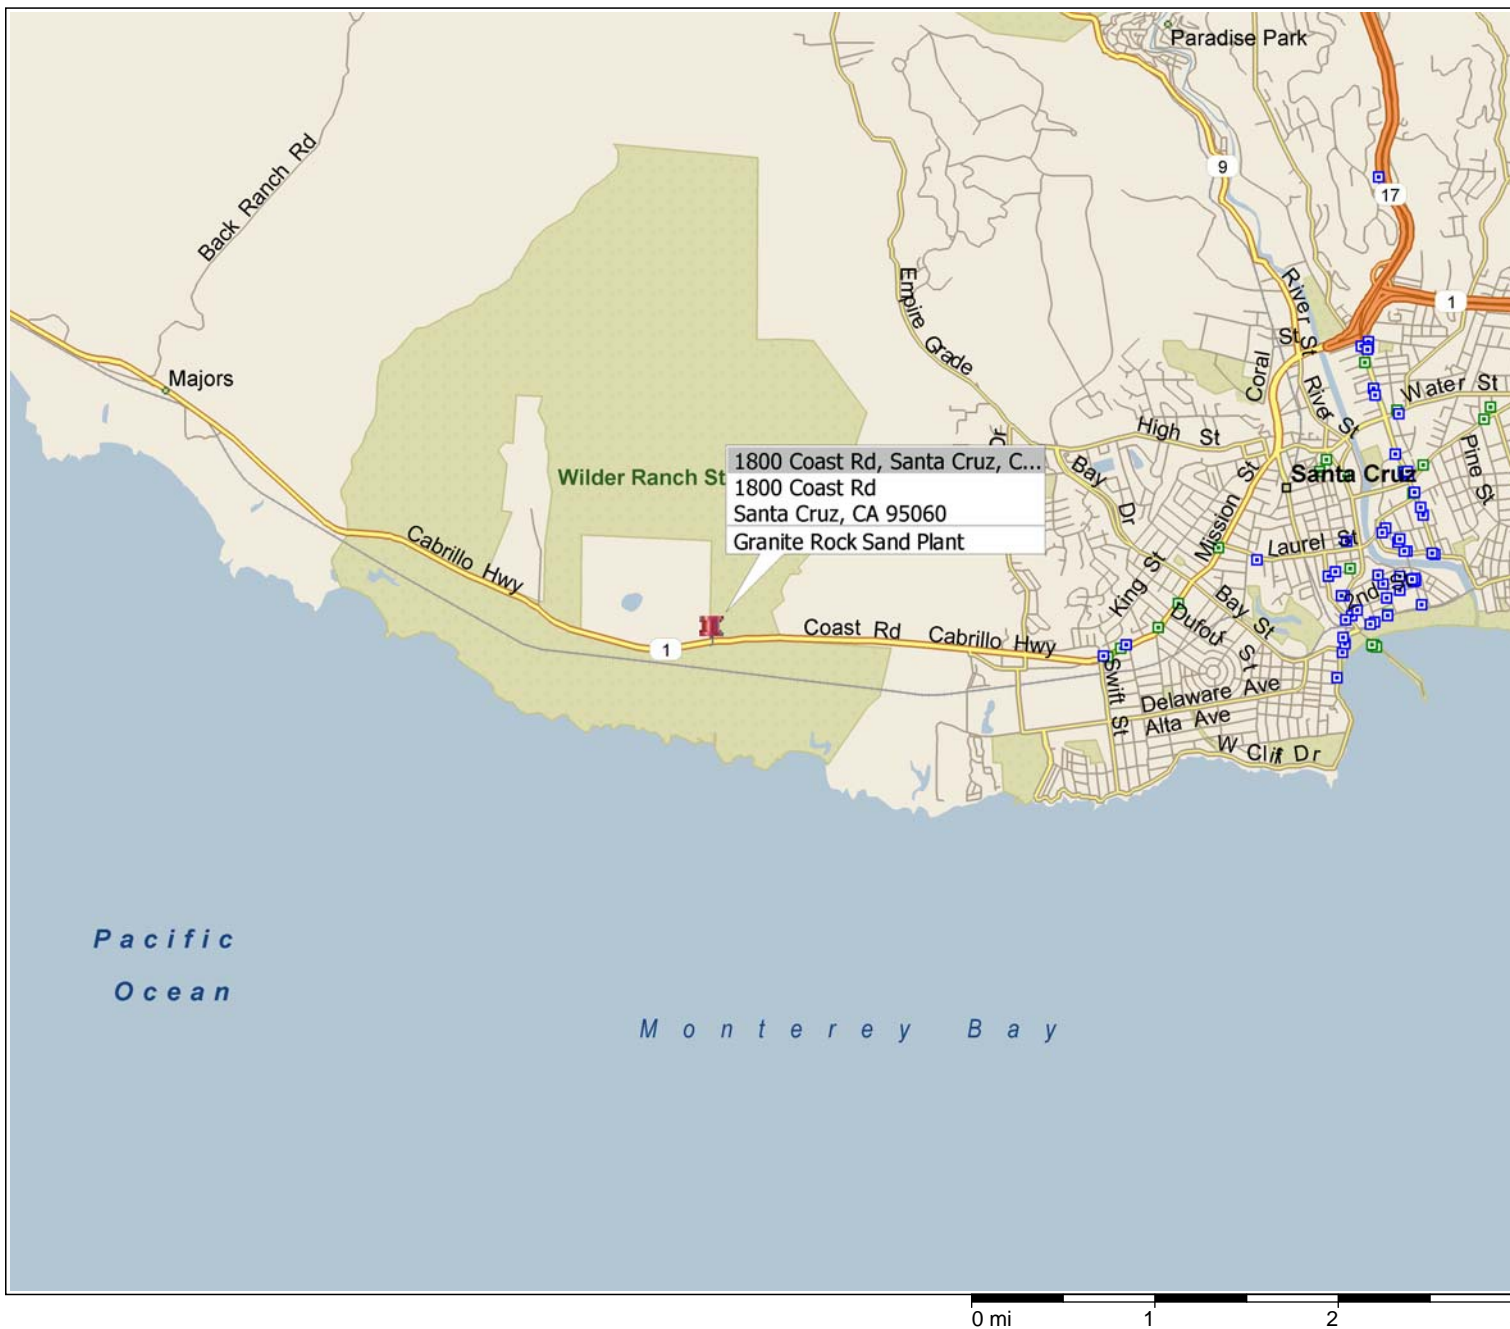 Paradise Park
9
17
Back Ranch Rd
1
Empire Grade
River St
Coral St
Majors
Water St
River St
High St
Dr
Bay Dr
Mission St
Santa Cruz
Pine St
Wilder Ranch St
1800 Coast Rd, Santa Cruz, C...
1800 Coast Rd
Santa Cruz, CA 95060
Granite Rock Sand Plant
Cabrillo Hwy
Laurel St
King St
2nd St
Bay St
Dufour St
1
Coast Rd
Cabrillo Hwy
Swift St
Delaware Ave
Alta Ave
W Cliff Dr
Pacific
Ocean
Monterey Bay
0 mi 1 2